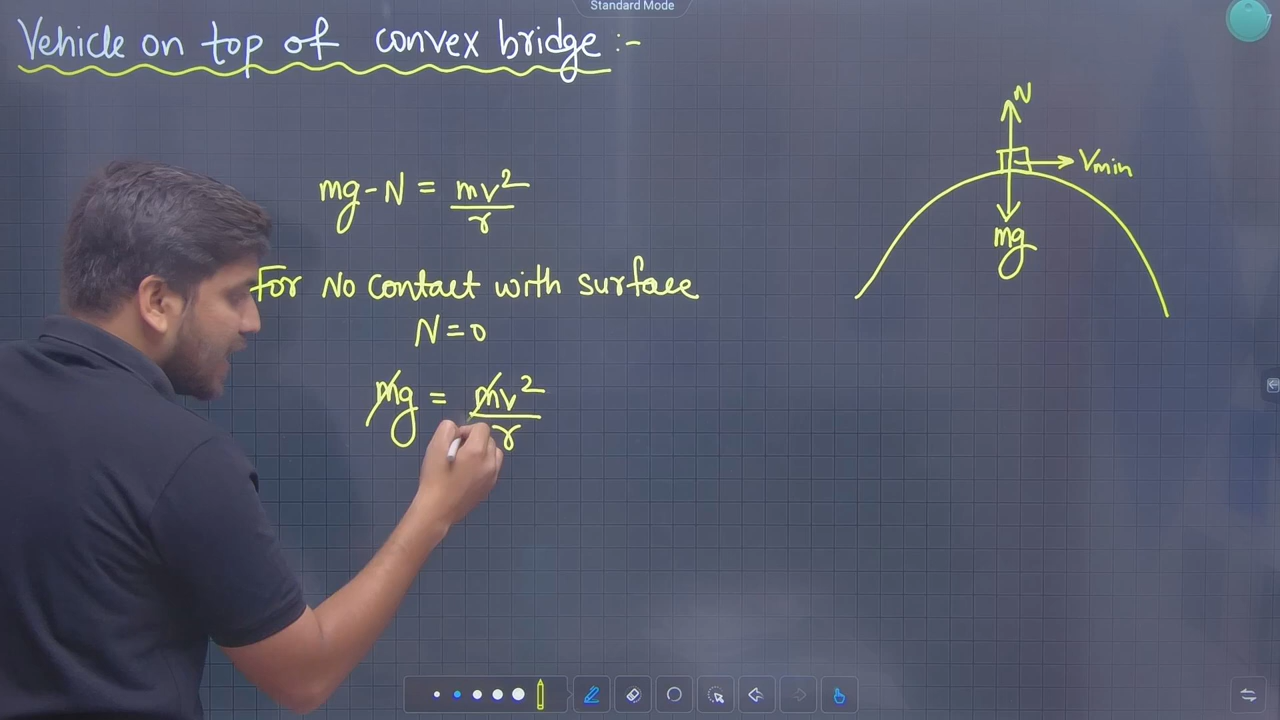 Standard Mode
Vehicle on top of convex bridge :-
N
Vmin
mg
mg - N = mv²/r
For No contact with surface
N = 0
mg = mv²/r